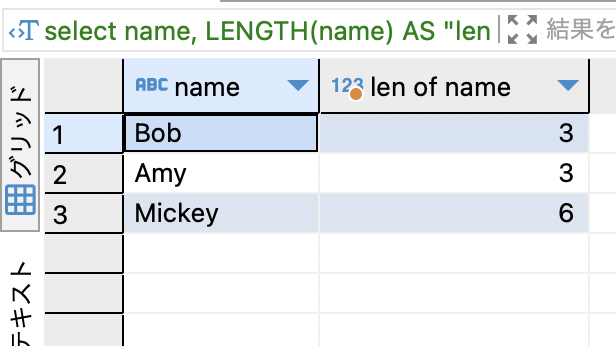 select name, LENGTH(name) AS "len
結果を
グリッド
テキスト
ABC name
123 len of name
1 Bob 3
2 Amy 3
3 Mickey 6